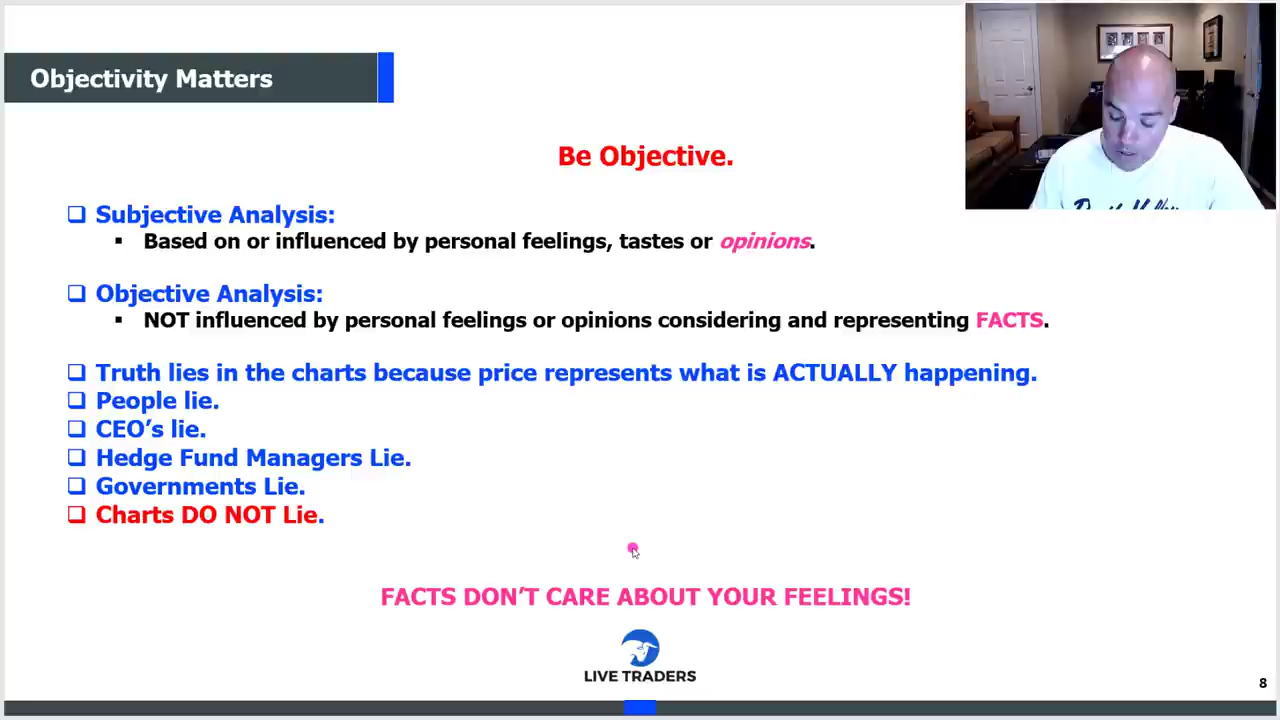 Objectivity Matters
Be Objective.
Subjective Analysis:
Based on or influenced by personal feelings, tastes or opinions.
Objective Analysis:
NOT influenced by personal feelings or opinions considering and representing FACTS.
Truth lies in the charts because price represents what is ACTUALLY happening.
People lie.
CEO’s lie.
Hedge Fund Managers Lie.
Governments Lie.
Charts DO NOT Lie.
FACTS DON’T CARE ABOUT YOUR FEELINGS!
LIVE TRADERS
8